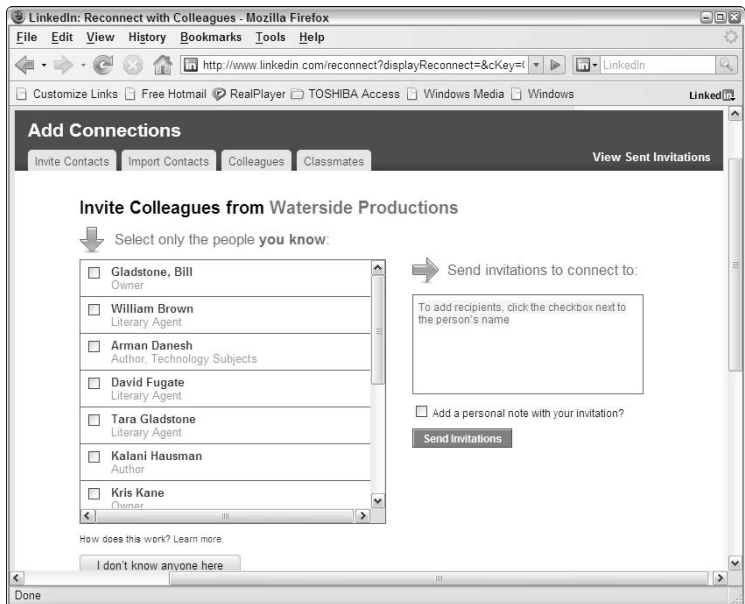 LinkedIn: Reconnect with Colleagues - Mozilla Firefox
File Edit View History Bookmarks Tools Help
http://www.linkedin.com/reconnect?displayReconnect=&cKey=( LinkedIn
Customize Links Free Hotmail RealPlayer TOSHIBA Access Windows Media Windows Linked in
Add Connections
Invite Contacts Import Contacts Colleagues Classmates View Sent Invitations
Invite Colleagues from Waterside Productions
Select only the people you know:
Gladstone, Bill
Owner
William Brown
Literary Agent
Arman Danesh
Author, Technology Subjects
David Fugate
Literary Agent
Tara Gladstone
Literary Agent
Kalani Hausman
Author
Kris Kane
Owner
How does this work? Learn more.
I don't know anyone here
Send invitations to connect to:
To add recipients, click the checkbox next to
the person's name
Add a personal note with your invitation?
Send Invitations
Done